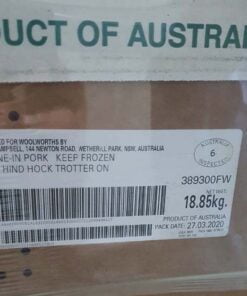 UCT OF AUSTRAL
ED FOR WOOLWORTHS BY
AMPBELL, 144 NEWTON ROAD, WETHERILL PARK, NSW, AUSTRALIA
NE-IN PORK KEEP FROZEN
HIND HOCK TROTTER ON
AUSTRALIA
6
INSPECTED
389300FW
NET WGT:
18.85kg.
PRODUCT OF AUSTRALIA
PACK DATE: 27.03.2020